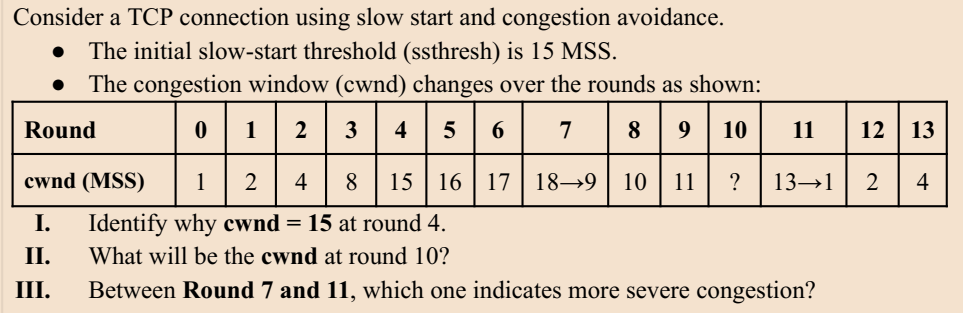 Consider a TCP connection using slow start and congestion avoidance.
● The initial slow-start threshold (ssthresh) is 15 MSS.
● The congestion window (cwnd) changes over the rounds as shown:
Round 0 1 2 3 4 5 6 7 8 9 10 11 12 13
cwnd (MSS) 1 2 4 8 15 16 17 18→9 10 11 ? 13→1 2 4
I. Identify why cwnd = 15 at round 4.
II. What will be the cwnd at round 10?
III. Between Round 7 and 11, which one indicates more severe congestion?